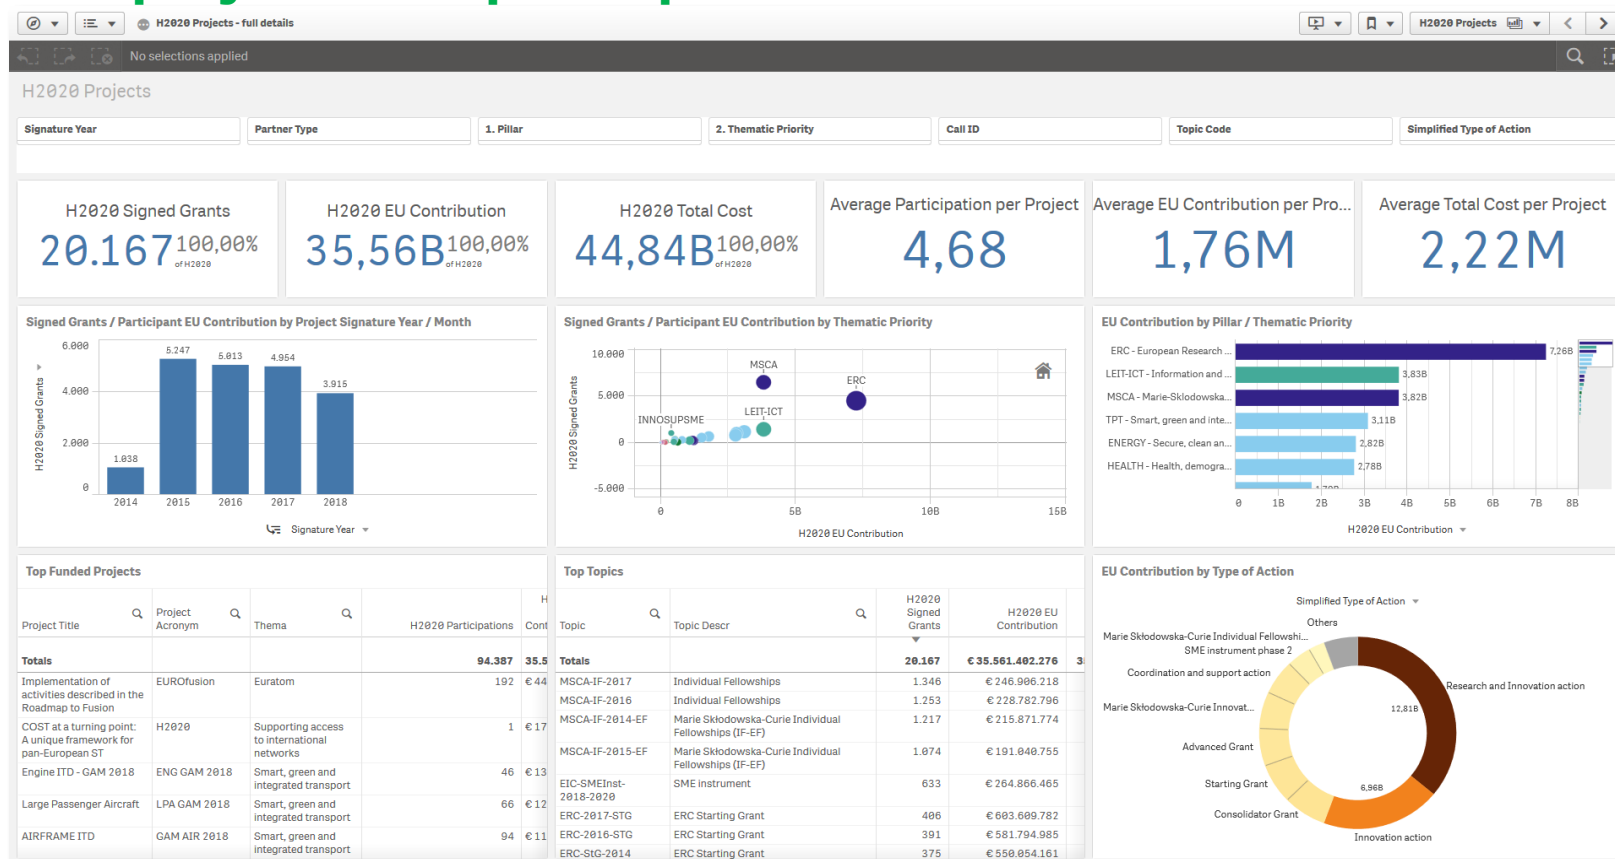 H2020 Projects - full details
H2020 Projects
No selections applied
H2020 Projects
Signature Year
Partner Type
1. Pillar
2. Thematic Priority
Call ID
Topic Code
Simplified Type of Action
H2020 Signed Grants
20.167
100,00%
of H2020
H2020 EU Contribution
35,56B
100,00%
of H2020
H2020 Total Cost
44,84B
100,00%
of H2020
Average Participation per Project
4,68
Average EU Contribution per Pro...
1,76M
Average Total Cost per Project
2,22M
Signed Grants / Participant EU Contribution by Project Signature Year / Month
H2020 Signed Grants
6.000
4.000
2.000
0
1.038
5.247
5.013
4.954
3.915
2014
2015
2016
2017
2018
Signature Year
Signed Grants / Participant EU Contribution by Thematic Priority
H2020 Signed Grants
10.000
5.000
0
-5.000
MSCA
ERC
INNOSUPSME
LEIT-ICT
0
5B
10B
15B
H2020 EU Contribution
EU Contribution by Pillar / Thematic Priority
ERC - European Research ...
7,26B
LEIT-ICT - Information and ...
3,83B
MSCA - Marie-Sklodowska...
3,82B
TPT - Smart, green and inte...
3,11B
ENERGY - Secure, clean an...
2,82B
HEALTH - Health, demogra...
2,78B
0
1B
2B
3B
4B
5B
6B
7B
8B
H2020 EU Contribution
Top Funded Projects
Project Title
Project
Acronym
Thema
H2020 Participations
H
Cont
Totals
94.387
35.5
Implementation of
activities described in the
Roadmap to Fusion
EUROfusion
Euratom
192
€ 44
COST at a turning point:
A unique framework for
pan-European ST
H2020
Supporting access
to international
networks
1
€ 17
Engine ITD - GAM 2018
ENG GAM 2018
Smart, green and
integrated transport
46
€ 13
Large Passenger Aircraft
LPA GAM 2018
Smart, green and
integrated transport
66
€ 12
AIRFRAME ITD
GAM AIR 2018
Smart, green and
integrated transport
94
€ 11
Top Topics
Topic
Topic Descr
H2020
Signed
Grants
H2020 EU
Contribution
Totals
20.167
€ 35.561.402.276
3
MSCA-IF-2017
Individual Fellowships
1.346
€ 246.906.218
MSCA-IF-2016
Individual Fellowships
1.253
€ 228.782.796
MSCA-IF-2014-EF
Marie Skłodowska-Curie Individual
Fellowships (IF-EF)
1.217
€ 215.871.774
MSCA-IF-2015-EF
Marie Skłodowska-Curie Individual
Fellowships (IF-EF)
1.074
€ 191.040.755
EIC-SMEInst-
2018-2020
SME instrument
633
€ 264.866.465
ERC-2017-STG
ERC Starting Grant
406
€ 603.609.782
ERC-2016-STG
ERC Starting Grant
391
€ 581.794.985
ERC-StG-2014
ERC Starting Grant
375
€ 550.054.161
EU Contribution by Type of Action
Simplified Type of Action
Others
Marie Skłodowska-Curie Individual Fellowshi...
SME instrument phase 2
Coordination and support action
Marie Skłodowska-Curie Innovat...
Advanced Grant
Starting Grant
Consolidator Grant
Innovation action
Research and Innovation action
12,81B
6,96B